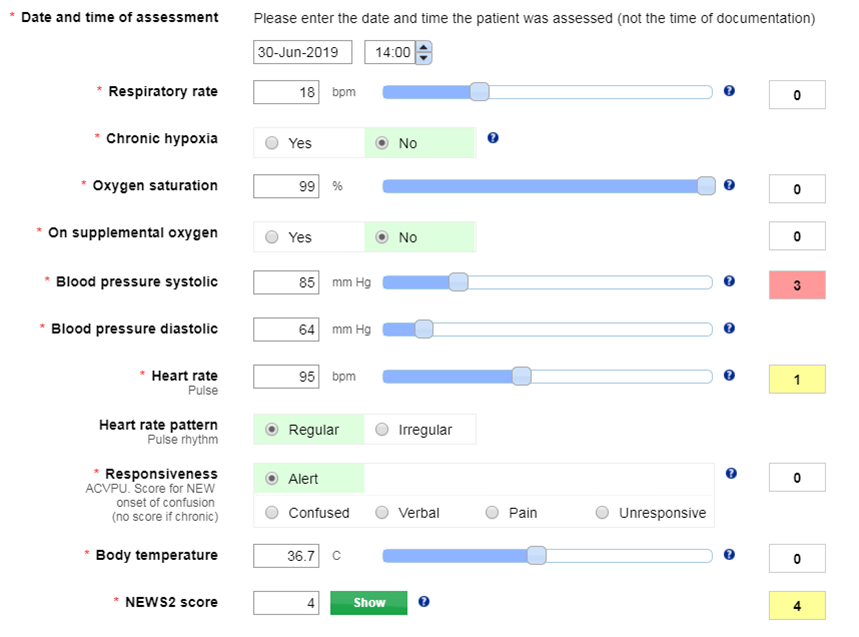 * Date and time of assessment Please enter the date and time the patient was assessed (not the time of documentation)
30-Jun-2019 14:00
* Respiratory rate 18 bpm ? 0
* Chronic hypoxia Yes No ?
* Oxygen saturation 99 % ? 0
* On supplemental oxygen Yes No 0
* Blood pressure systolic 85 mm Hg ? 3
* Blood pressure diastolic 64 mm Hg ?
* Heart rate 95 bpm ? 1
Pulse
Heart rate pattern Regular Irregular
Pulse rhythm
* Responsiveness Alert ? 0
ACVPU. Score for NEW
onset of confusion
(no score if chronic)
Confused Verbal Pain Unresponsive
* Body temperature 36.7 C ? 0
* NEWS2 score 4 Show ? 4